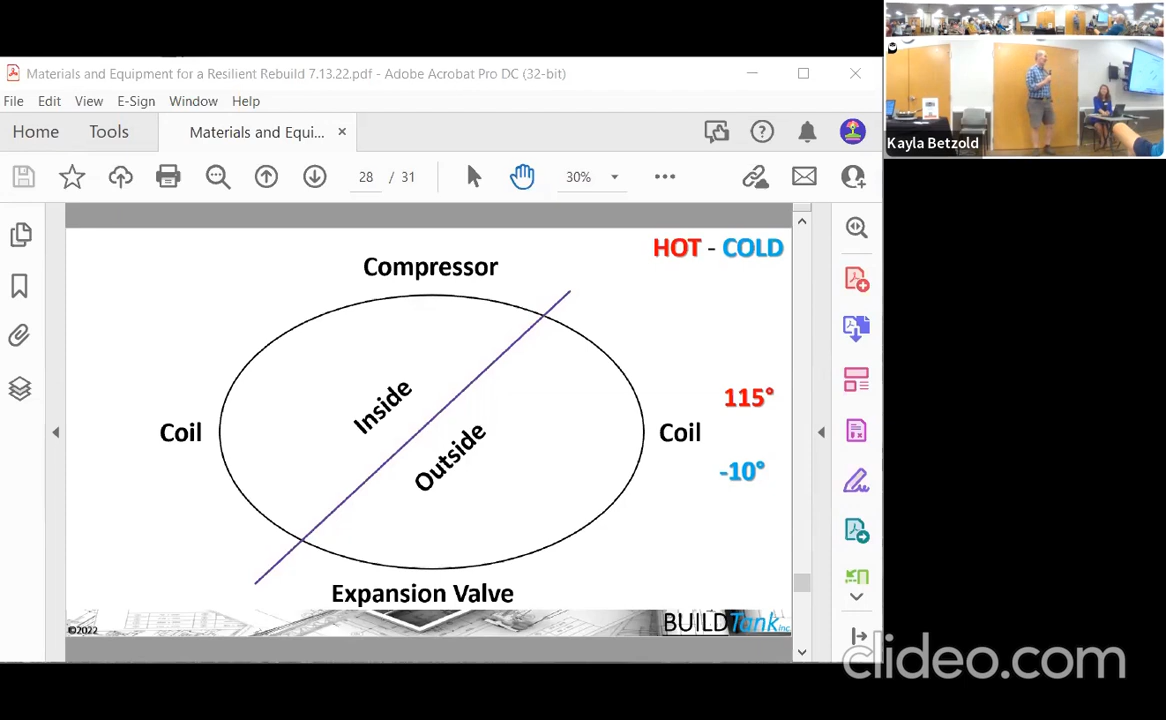 Materials and Equipment for a Resilient Rebuild 7.13.22.pdf - Adobe Acrobat Pro DC (32-bit)
File Edit View E-Sign Window Help
Home Tools Materials and Equi... ×
28 / 31 30%
HOT - COLD
Compressor
Inside
Outside
Coil
Coil
115°
-10°
Expansion Valve
©2022
BUILDTank inc.
Kayla Betzold
clideo.com